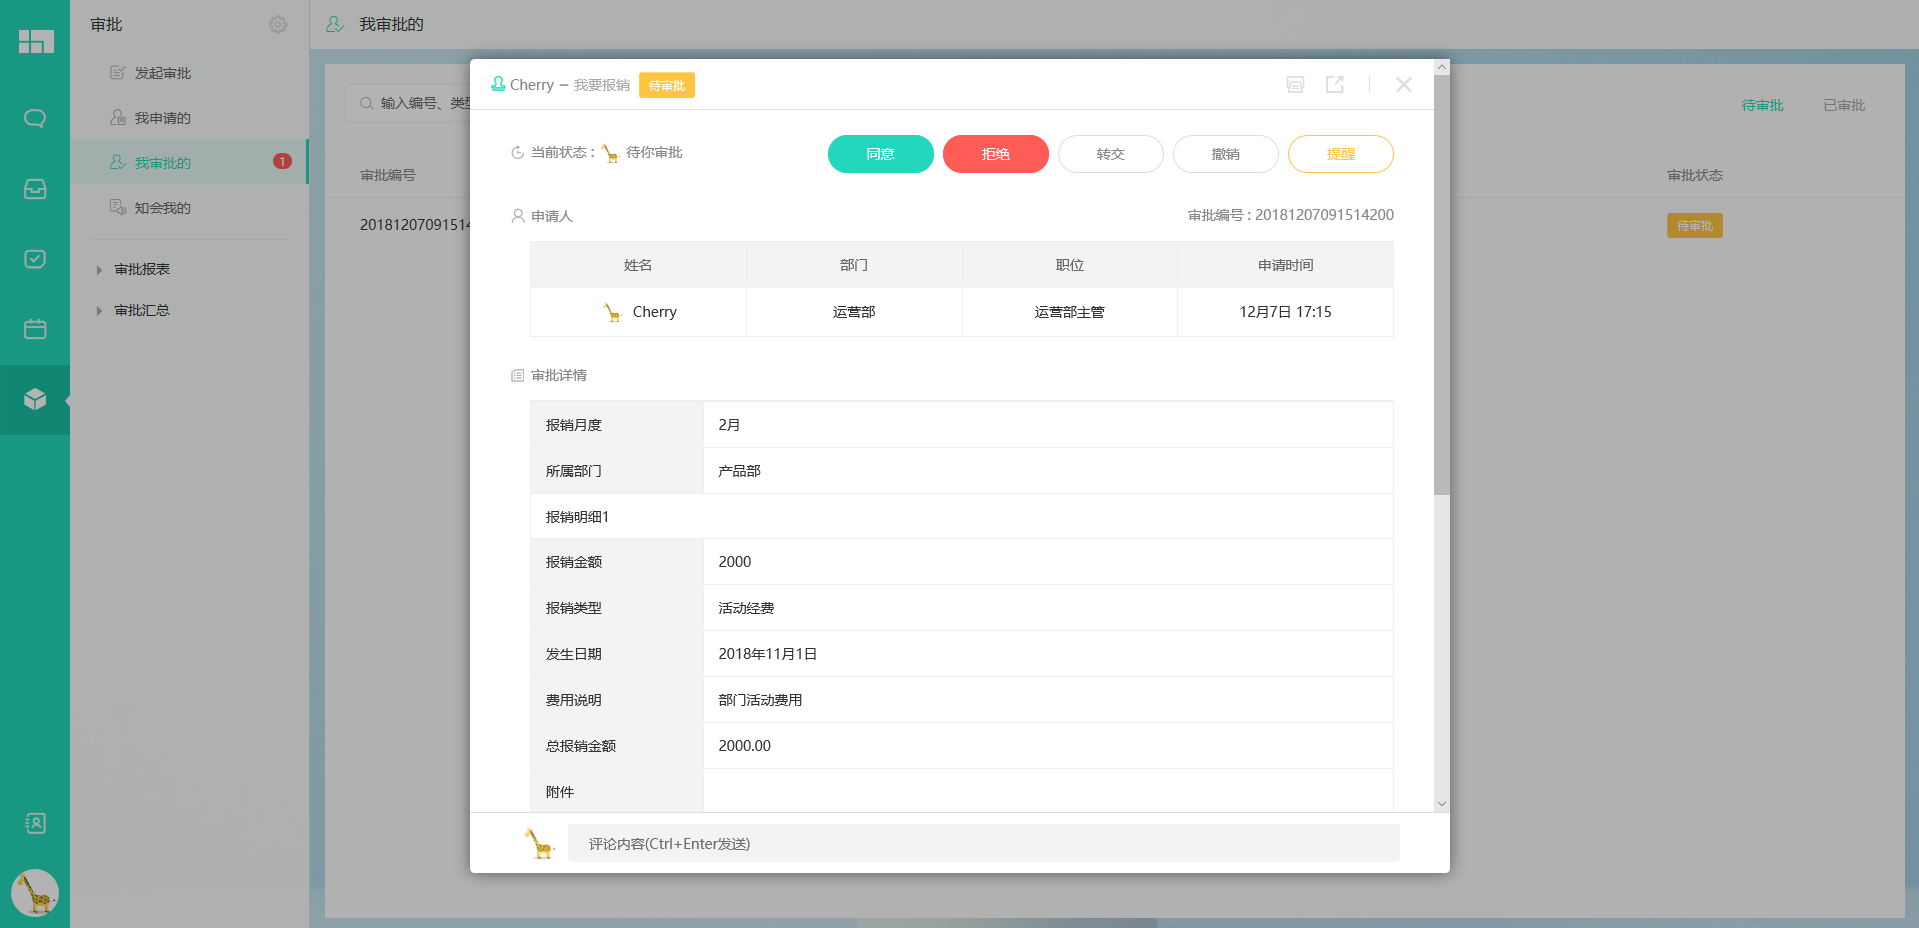 审批
我审批的
发起审批
我申请的
我审批的
1
知会我的
审批报表
审批汇总
输入编号、类
待审批
已审批
审批编号
审批状态
2018120709151
待审批
Cherry – 我要报销
待审批
当前状态：
待你审批
同意
拒绝
转交
撤销
提醒
申请人
审批编号：20181207091514200
姓名 部门 职位 申请时间
Cherry 运营部 运营部主管 12月7日 17:15
审批详情
报销月度 2月
所属部门 产品部
报销明细1
报销金额 2000
报销类型 活动经费
发生日期 2018年11月1日
费用说明 部门活动费用
总报销金额 2000.00
附件
评论内容(Ctrl+Enter发送)